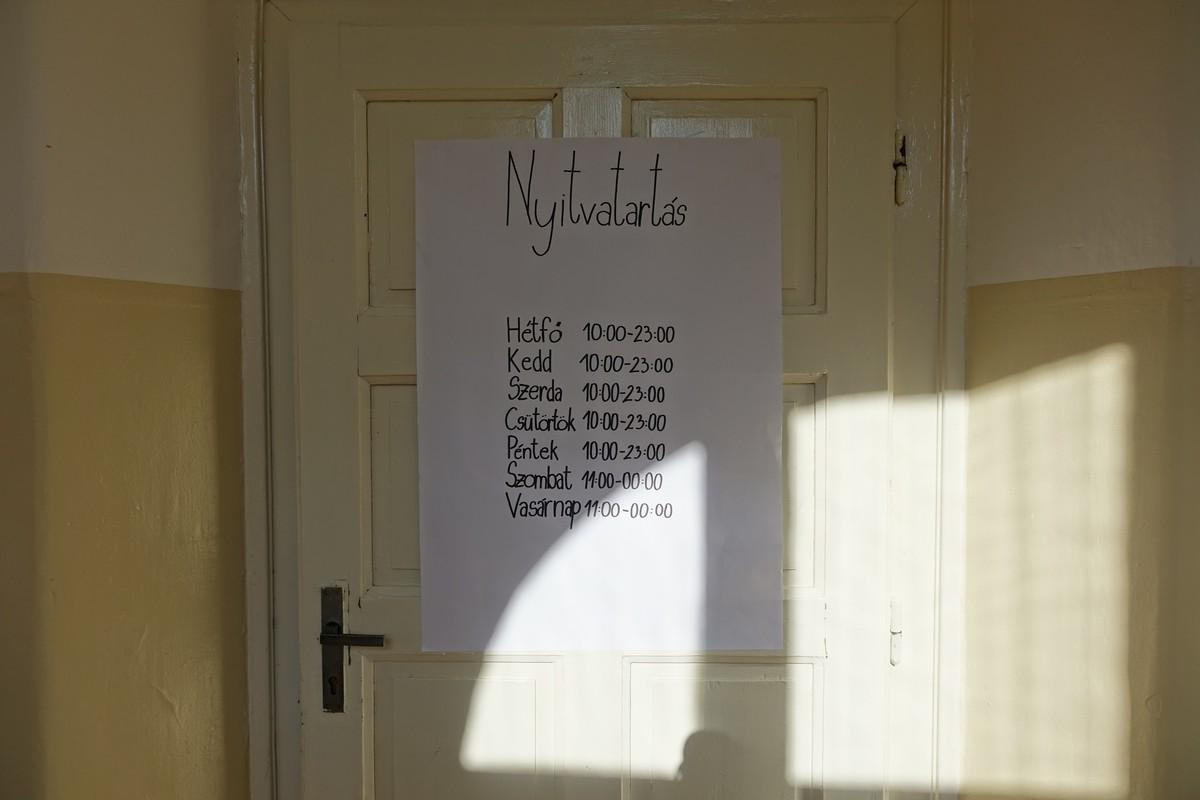 Nyitvatartás
Hétfő 10:00-23:00
Kedd 10:00-23:00
Szerda 10:00-23:00
Csütörtök 10:00-23:00
Péntek 10:00-23:00
Szombat 11:00-00:00
Vasárnap 11:00-00:00